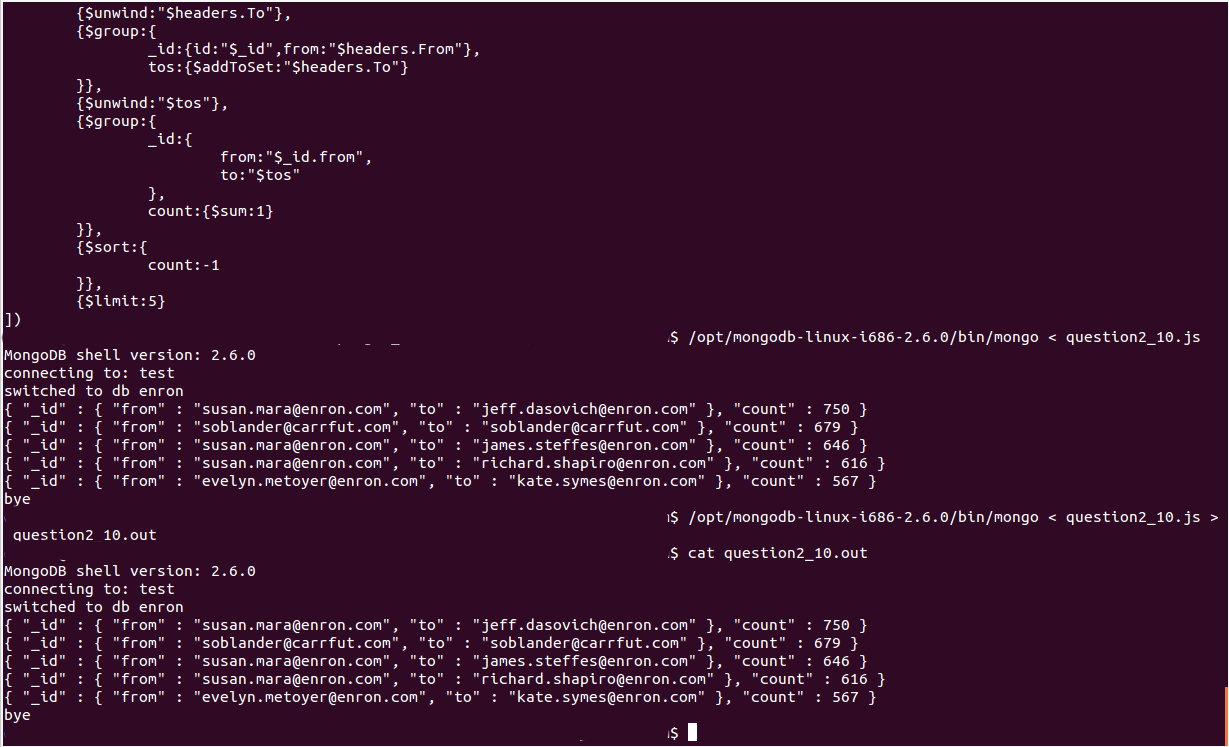 {$unwind:"$headers.To"},
        {$group:{
                _id:{id:"$_id",from:"$headers.From"},
                tos:{$addToSet:"$headers.To"}
        }},
        {$unwind:"$tos"},
        {$group:{
                _id:{
                        from:"$_id.from",
                        to:"$tos"
                },
                count:{$sum:1}
        }},
        {$sort:{
                count:-1
        }},
        {$limit:5}
])
$ /opt/mongodb-linux-i686-2.6.0/bin/mongo < question2_10.js
MongoDB shell version: 2.6.0
connecting to: test
switched to db enron
{ "_id" : { "from" : "susan.mara@enron.com", "to" : "jeff.dasovich@enron.com" }, "count" : 750 }
{ "_id" : { "from" : "soblander@carrfut.com", "to" : "soblander@carrfut.com" }, "count" : 679 }
{ "_id" : { "from" : "susan.mara@enron.com", "to" : "james.steffes@enron.com" }, "count" : 646 }
{ "_id" : { "from" : "susan.mara@enron.com", "to" : "richard.shapiro@enron.com" }, "count" : 616 }
{ "_id" : { "from" : "evelyn.metoyer@enron.com", "to" : "kate.symes@enron.com" }, "count" : 567 }
bye
$ /opt/mongodb-linux-i686-2.6.0/bin/mongo < question2_10.js >
 question2_10.out
$ cat question2_10.out
MongoDB shell version: 2.6.0
connecting to: test
switched to db enron
{ "_id" : { "from" : "susan.mara@enron.com", "to" : "jeff.dasovich@enron.com" }, "count" : 750 }
{ "_id" : { "from" : "soblander@carrfut.com", "to" : "soblander@carrfut.com" }, "count" : 679 }
{ "_id" : { "from" : "susan.mara@enron.com", "to" : "james.steffes@enron.com" }, "count" : 646 }
{ "_id" : { "from" : "susan.mara@enron.com", "to" : "richard.shapiro@enron.com" }, "count" : 616 }
{ "_id" : { "from" : "evelyn.metoyer@enron.com", "to" : "kate.symes@enron.com" }, "count" : 567 }
bye
$